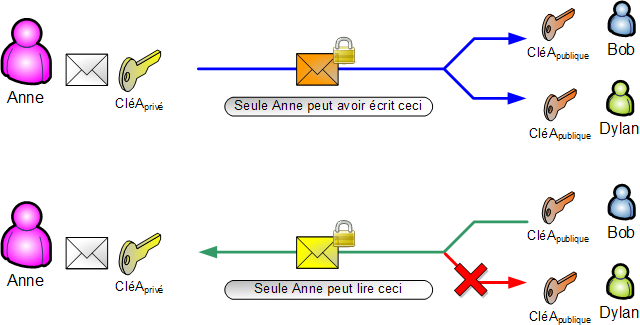 Anne
CléAprivé
Seule Anne peut avoir écrit ceci
CléApublique
Bob
CléApublique
Dylan
Anne
CléAprivé
Seule Anne peut lire ceci
CléApublique
Bob
CléApublique
Dylan